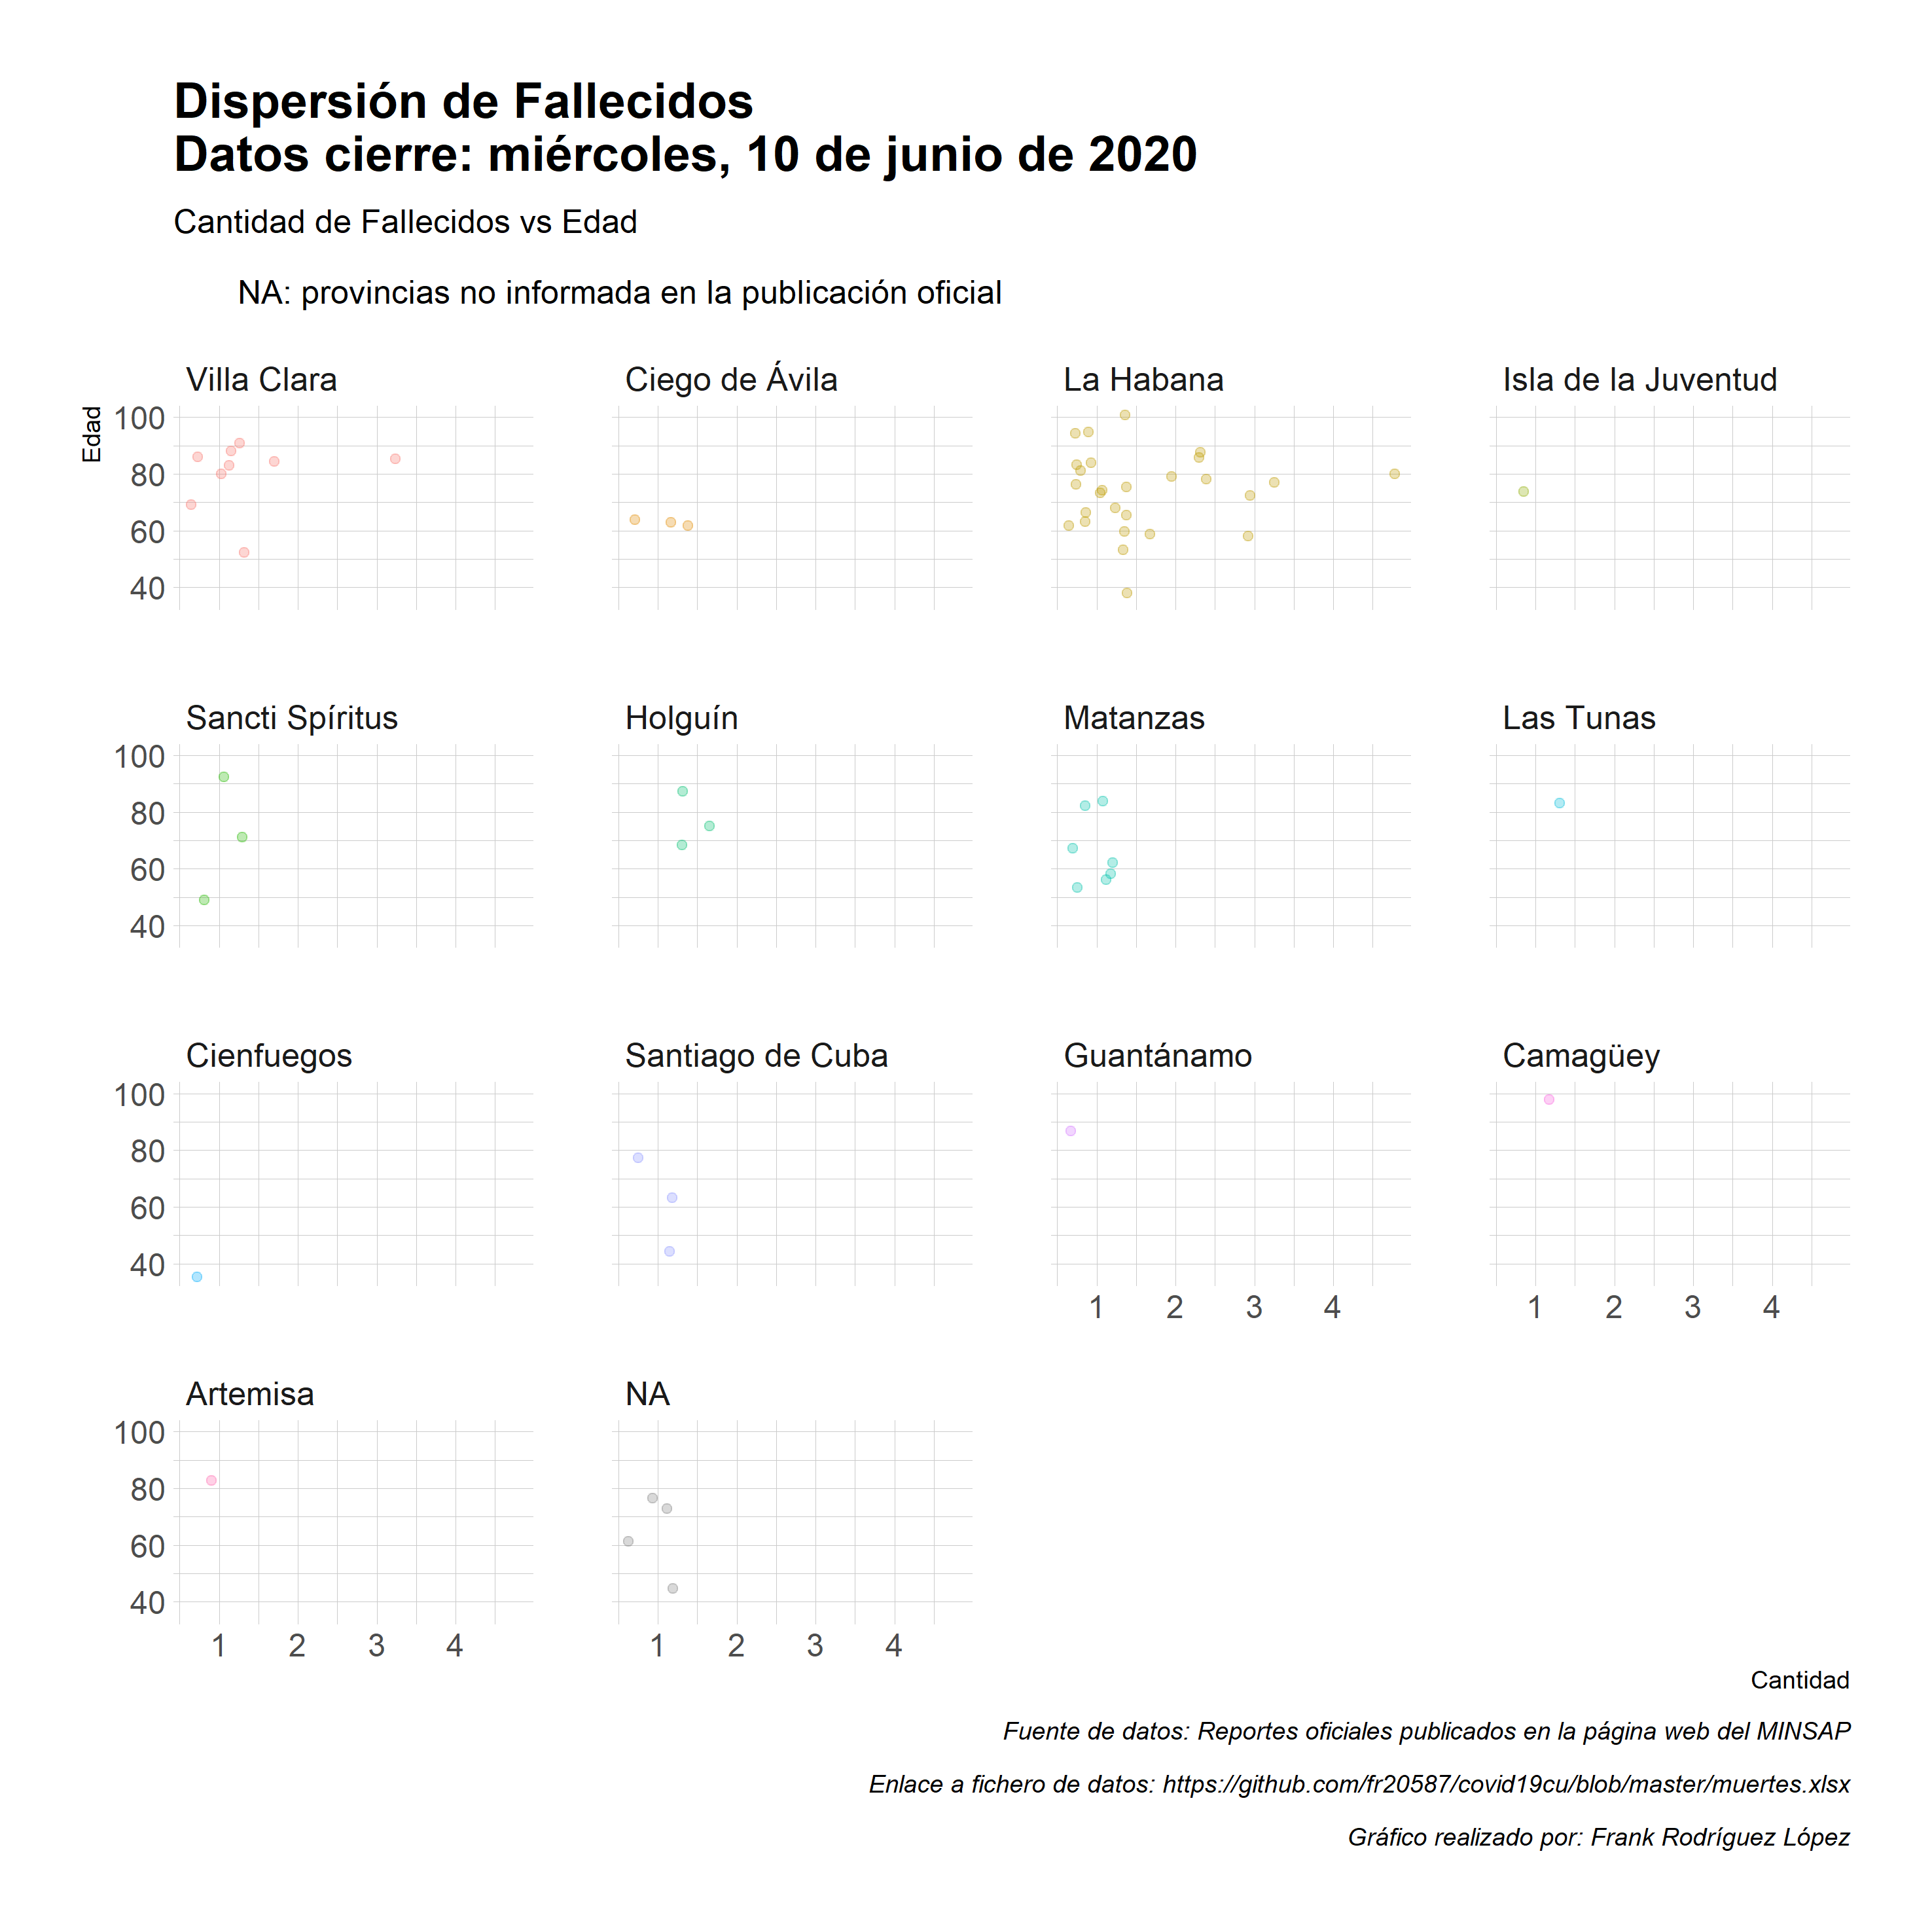 Dispersión de Fallecidos
Datos cierre: miércoles, 10 de junio de 2020
Cantidad de Fallecidos vs Edad
NA: provincias no informada en la publicación oficial
Villa Clara
Ciego de Ávila
La Habana
Isla de la Juventud
Edad
100
80
60
40
Sancti Spíritus
Holguín
Matanzas
Las Tunas
100
80
60
40
Cienfuegos
Santiago de Cuba
Guantánamo
Camagüey
100
80
60
40
1 2 3 4
1 2 3 4
Artemisa
NA
100
80
60
40
1 2 3 4
1 2 3 4
Cantidad
Fuente de datos: Reportes oficiales publicados en la página web del MINSAP
Enlace a fichero de datos: https://github.com/fr20587/covid19cu/blob/master/muertes.xlsx
Gráfico realizado por: Frank Rodríguez López